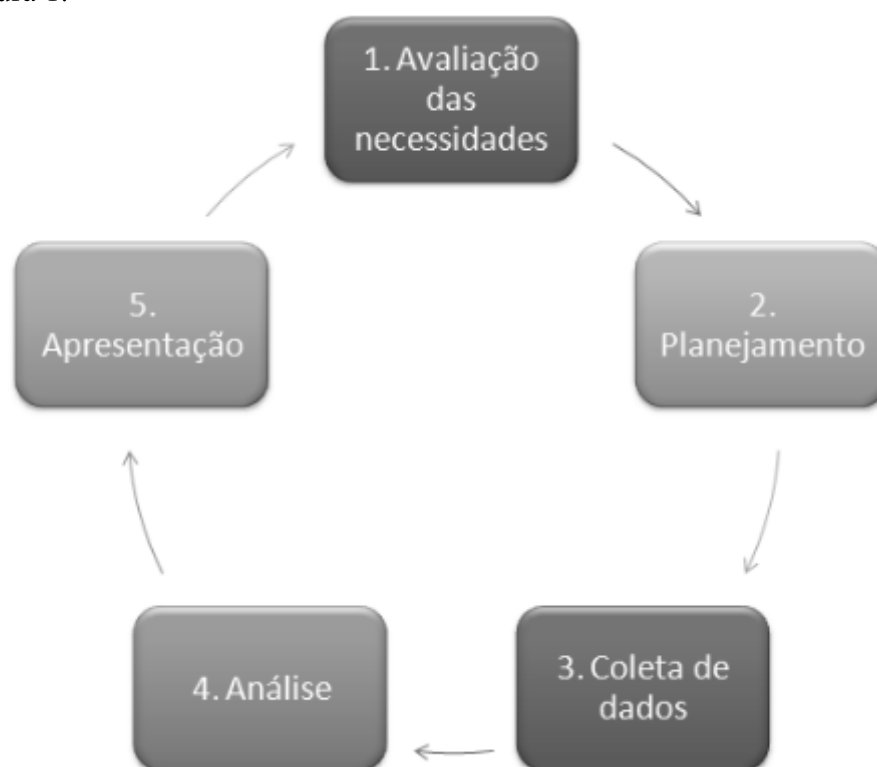 1. Avaliação
das
necessidades
2.
Planejamento
3. Coleta de
dados
4. Análise
5.
Apresentação